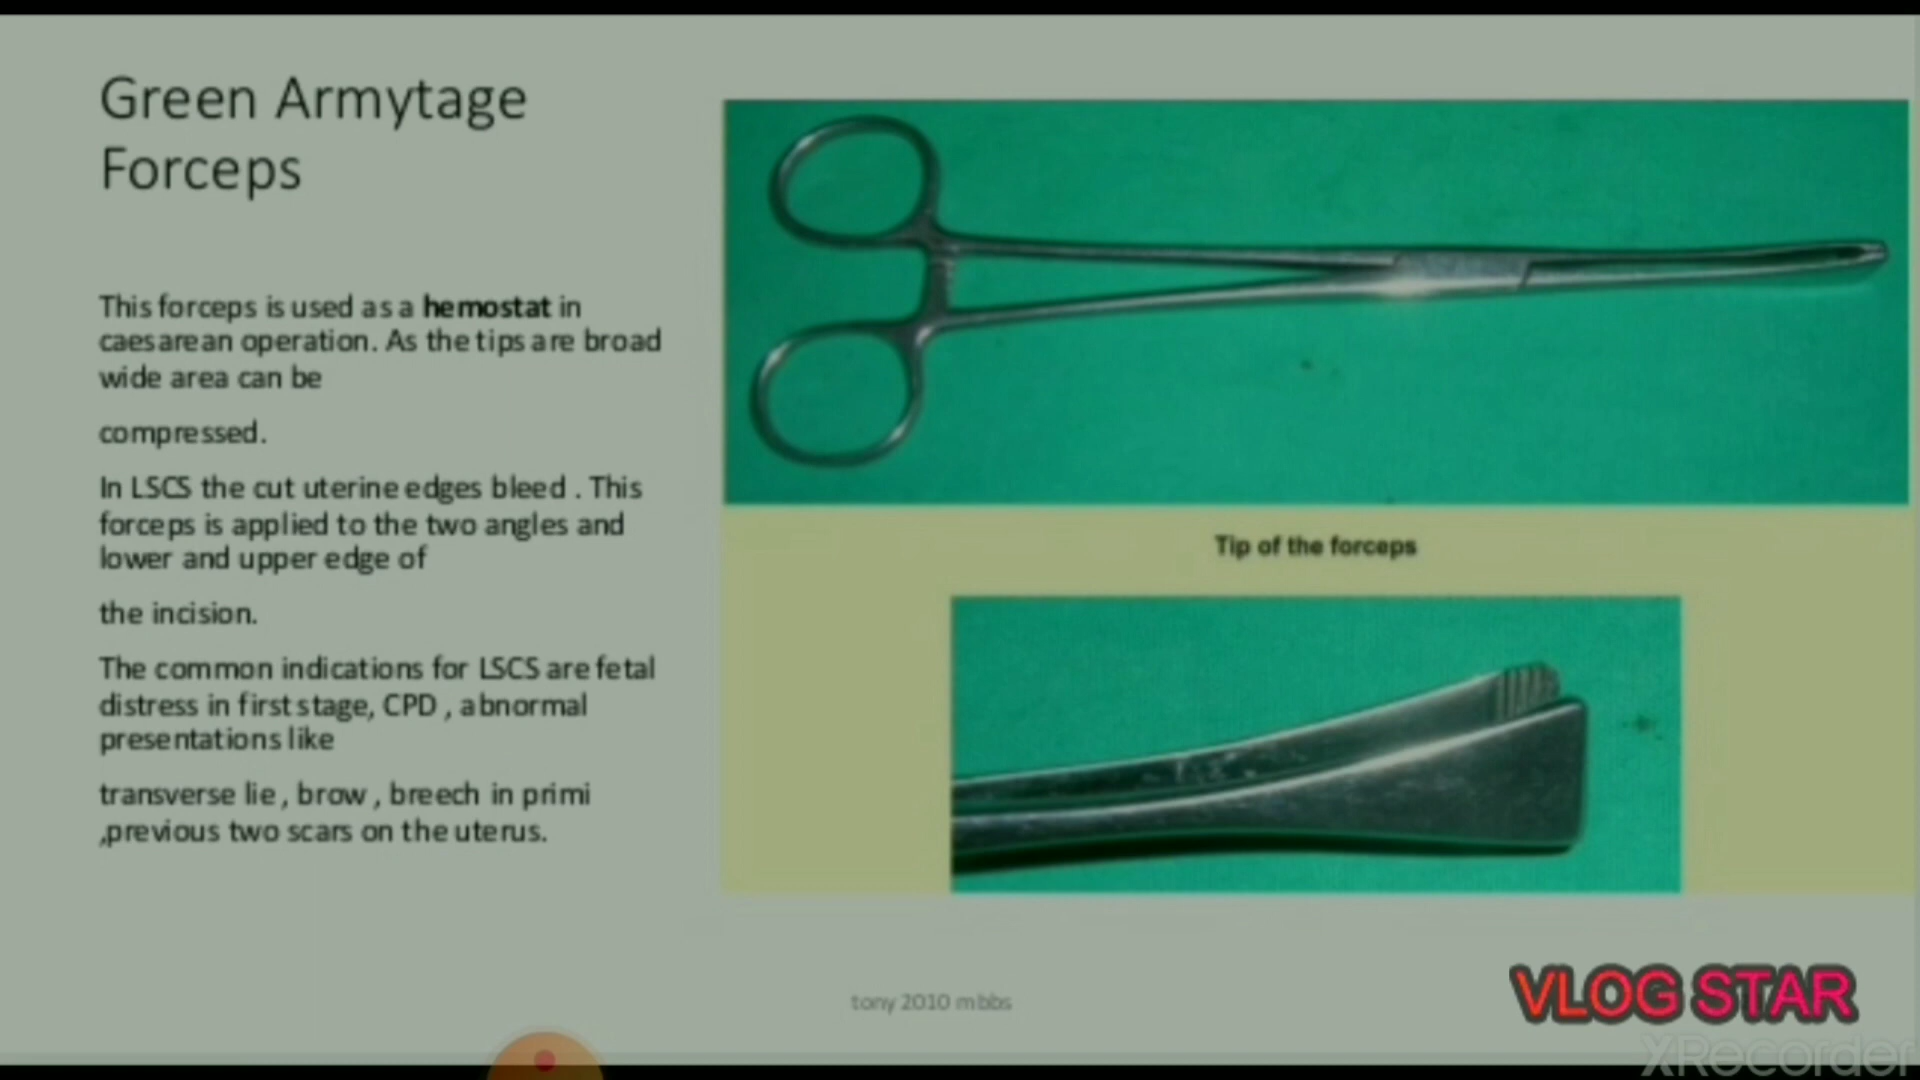 Green Armytage
Forceps
This forceps is used as a hemostat in
caesarean operation. As the tips are broad
wide area can be
compressed.
In LSCS the cut uterine edges bleed . This
forceps is applied to the two angles and
lower and upper edge of
the incision.
The common indications for LSCS are fetal
distress in first stage, CPD , abnormal
presentations like
transverse lie , brow , breech in primi
,previous two scars on the uterus.
Tip of the forceps
tony 2010 mbbs
VLOG STAR
XRecorder